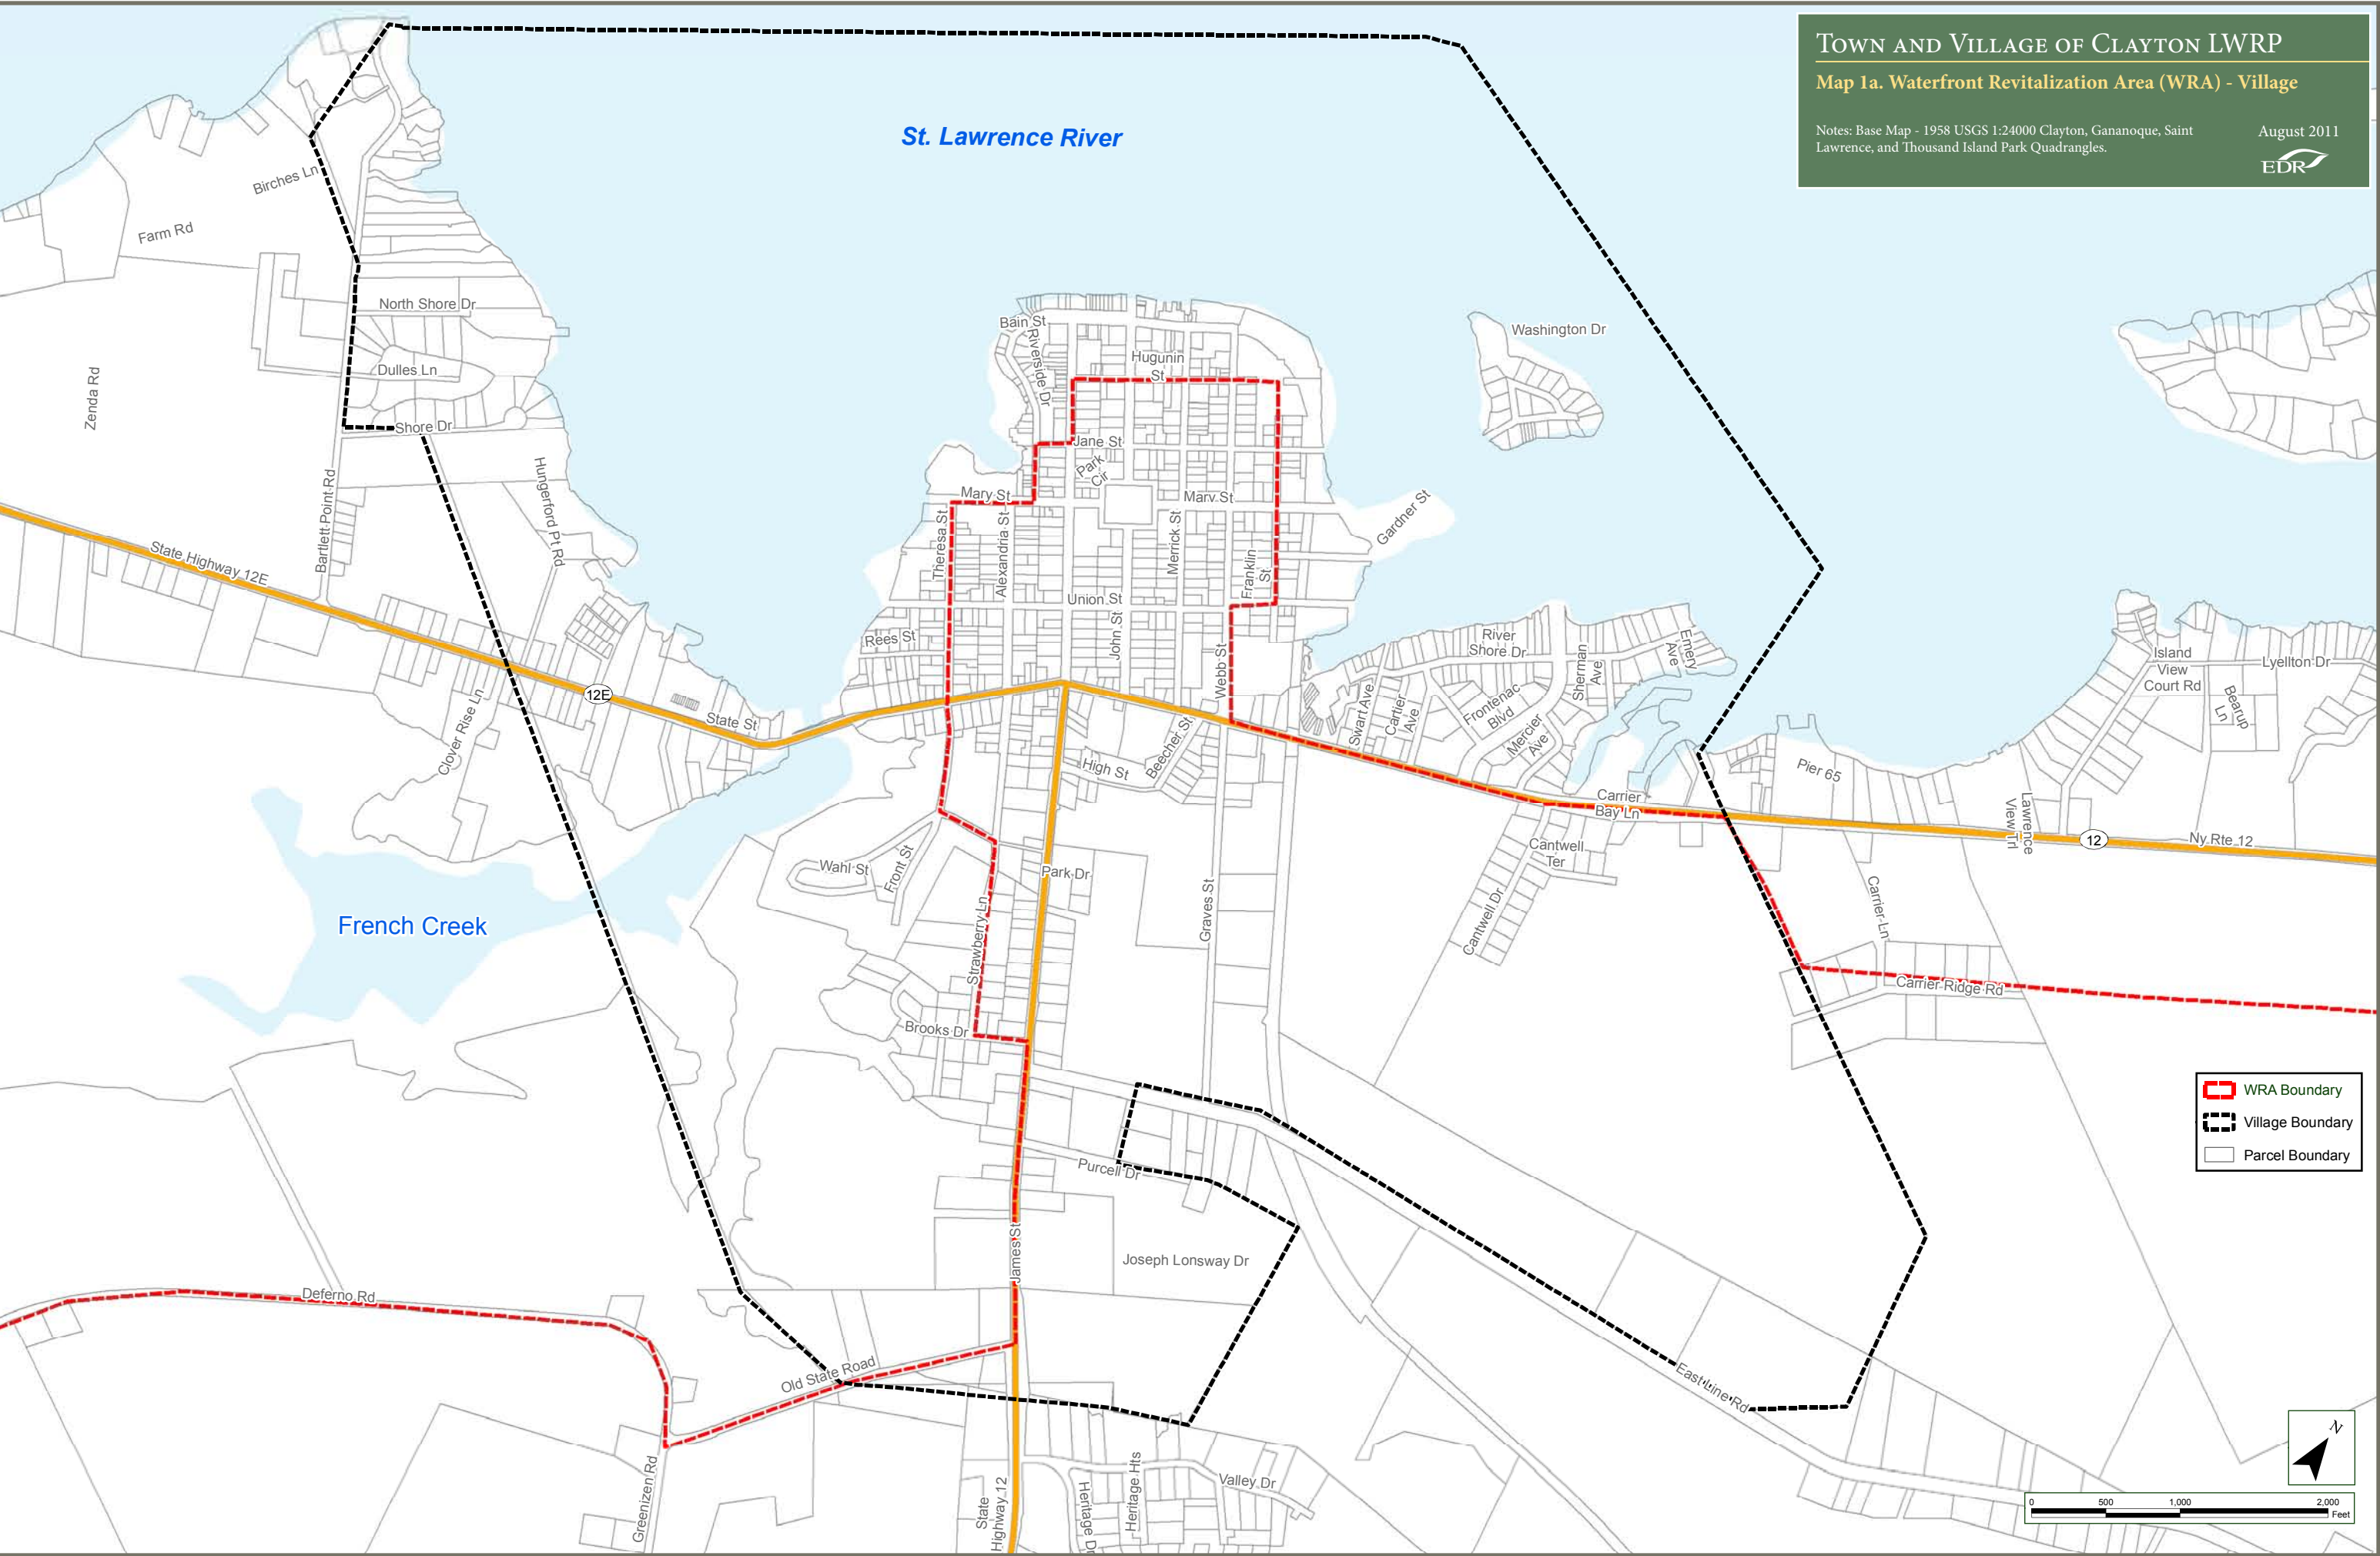 TOWN AND VILLAGE OF CLAYTON LWRP
Map 1a. Waterfront Revitalization Area (WRA) - Village
Notes: Base Map - 1958 USGS 1:24000 Clayton, Gananoque, Saint
Lawrence, and Thousand Island Park Quadrangles.
August 2011
EDR
St. Lawrence River
Birches Ln
Farm Rd
North Shore Dr
Zenda Rd
Dulles Ln
Shore Dr
Bartlett Point Rd
Hungerford Pt Rd
State Highway 12E
12E
State St
Clover Rise Ln
French Creek
Bain St
Riverside Dr
Hugunin
St
Washington Dr
Jane St
Park
Cir
Mary St
Mary St
Gardner St
Theresa St
Alexandria St
Merrick St
Franklin
St
Union St
John St
Rees St
Webb St
River
Shore Dr
Emery
Ave
Sherman
Ave
Swart Ave
Cartier
Ave
Frontenac
Blvd
Mercier
Ave
Island
View
Court Rd
Lyellton Dr
Bearup
Ln
High St
Beecher St
Pier 65
Carrier
Bay Ln
Lawrence
View Trl
12
Ny Rte 12
Cantwell
Ter
Cantwell Dr
Wahl St
Front St
Park Dr
Strawberry Ln
Graves St
Carrier Ln
Carrier Ridge Rd
Brooks Dr
Purcell Dr
James St
Joseph Lonsway Dr
Deferno Rd
Old State Road
East Line Rd
Greenizen Rd
State
Highway 12
Heritage Dr
Heritage Hts
Valley Dr
WRA Boundary
Village Boundary
Parcel Boundary
N
0 500 1,000 2,000
Feet